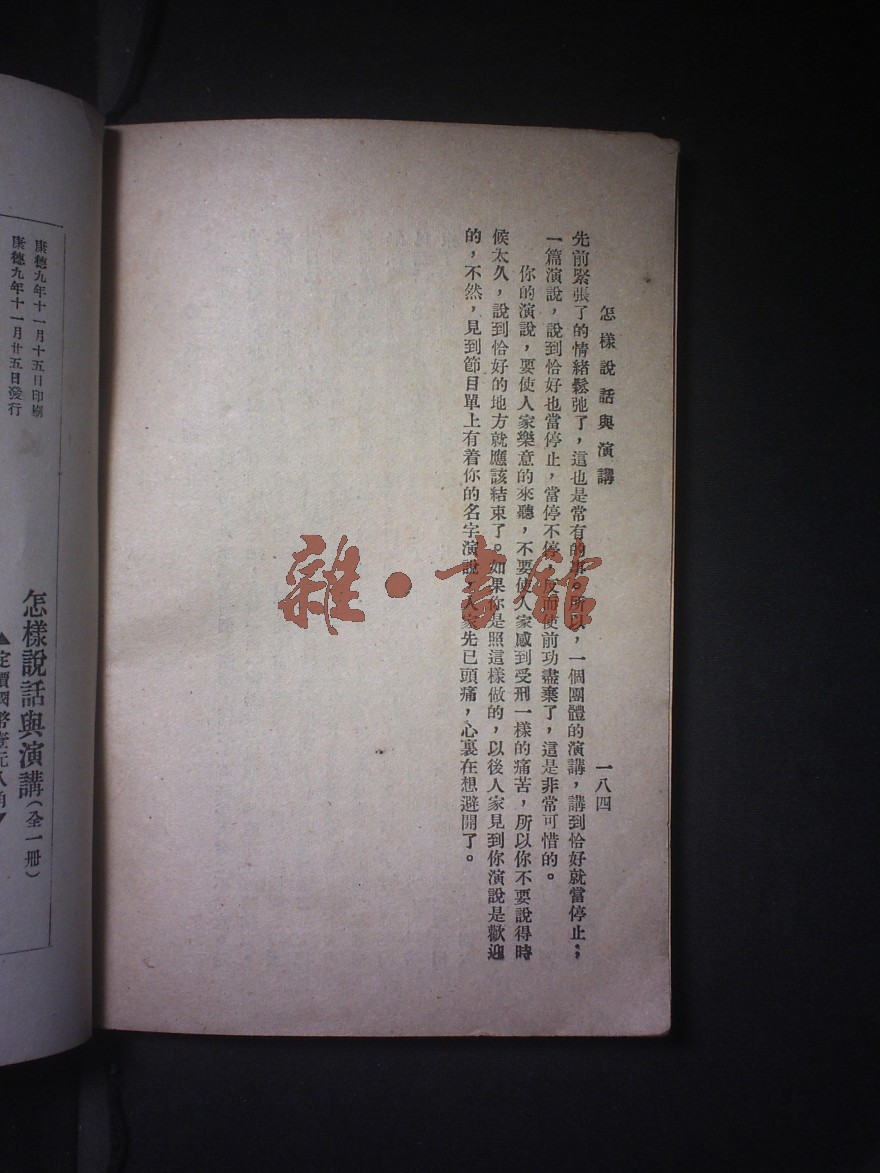 怎樣說話與演講
一八四
先前緊張了的情緒鬆弛了，這也是常有的事。所以，一個團體的演講，講到恰好就當停止；
一篇演說，說到恰好也當停止，當停不停，反而使前功盡棄了，這是非常可惜的。
你的演說，要使人家樂意的來聽，不要使人家感到受刑一樣的痛苦，所以你不要說得時
候太久，說到恰好的地方就應該結束了。如果你是照這樣做的，以後人家見到你演說是歡迎
的，不然，見到節目單上有着你的名字演說，人家先已頭痛，心裏在想避開了。
雜·書館
康德九年十一月十五日印刷
康德九年十一月廿五日發行
怎樣說話與演講（全一册）
▲定價國幣壹元八角▼